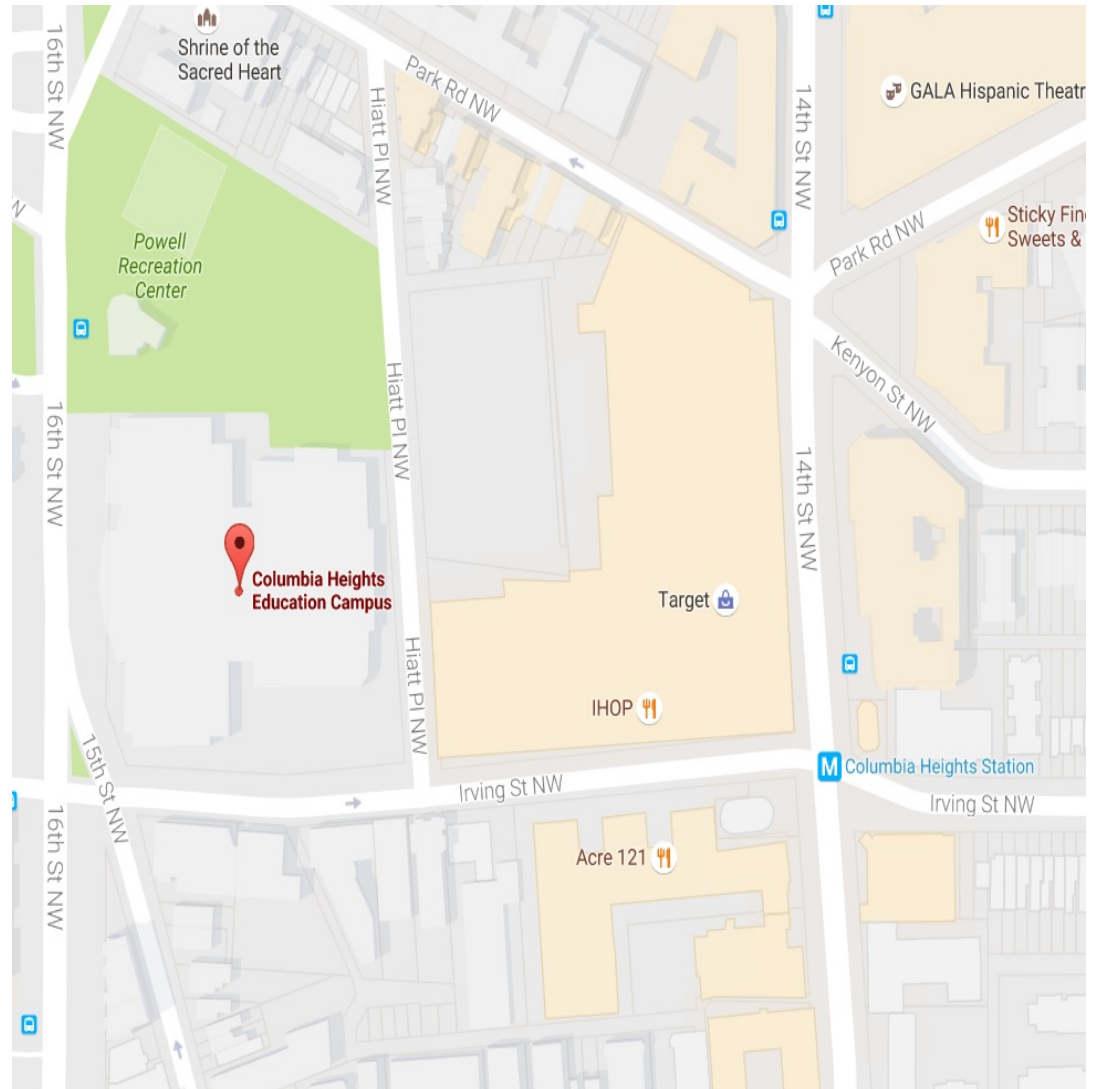 16th St NW
Shrine of the
Sacred Heart
Park Rd NW
Hiatt Pl NW
14th St NW
GALA Hispanic Theatr
N
Powell
Recreation
Center
Sticky Fin
Sweets &
Park Rd NW
Kenyon St NW
Hiatt Pl NW
16th St NW
14th St NW
Columbia Heights
Education Campus
Target
Hiatt Pl NW
IHOP
15th St NW
M Columbia Heights Station
Irving St NW
Irving St NW
16th St NW
Acre 121